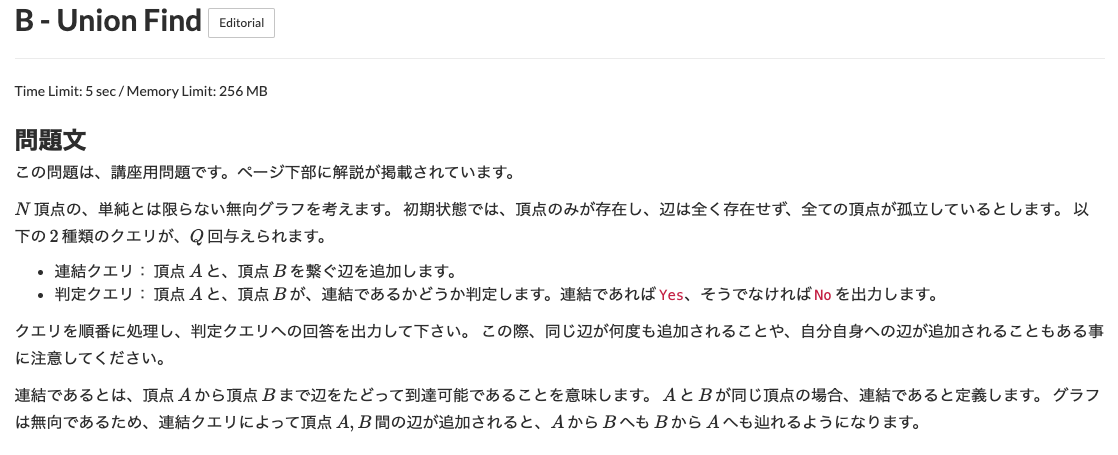 B - Union Find Editorial
Time Limit: 5 sec / Memory Limit: 256 MB
問題文
この問題は、講座用問題です。ページ下部に解説が掲載されています。
N 頂点の、単純とは限らない無向グラフを考えます。 初期状態では、頂点のみが存在し、辺は全く存在せず、全ての頂点が孤立しているとします。 以
下の 2 種類のクエリが、Q 回与えられます。
• 連結クエリ： 頂点 A と、頂点 B を繋ぐ辺を追加します。
• 判定クエリ： 頂点 A と、頂点 B が、連結であるかどうか判定します。連結であれば Yes、そうでなければ No を出力します。
クエリを順番に処理し、判定クエリへの回答を出力して下さい。 この際、同じ辺が何度も追加されることや、自分自身への辺が追加されることもある事
に注意してください。
連結であるとは、頂点 A から頂点 B まで辺をたどって到達可能であることを意味します。 A と B が同じ頂点の場合、連結であると定義します。 グラフ
は無向であるため、連結クエリによって頂点 A, B 間の辺が追加されると、A から B へも B から A へも辿れるようになります。